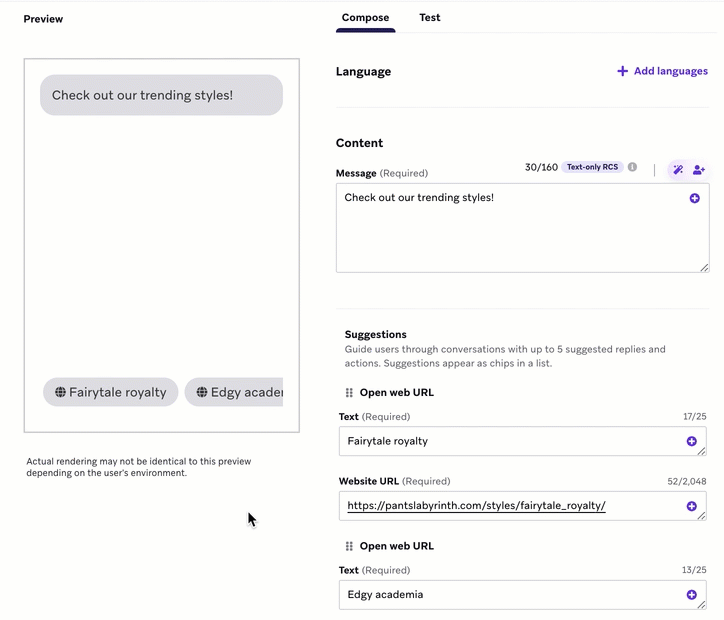 Preview
Check out our trending styles!
Fairytale royalty
Edgy acader
Actual rendering may not be identical to this preview
depending on the user's environment.
Compose
Test
Language
Add languages
Content
Message (Required)
30/160
Text-only RCS
Check out our trending styles!
Suggestions
Guide users through conversations with up to 5 suggested replies and
actions. Suggestions appear as chips in a list.
Open web URL
Text (Required)
17/25
Fairytale royalty
Website URL (Required)
52/2,048
https://pantslabyrinth.com/styles/fairytale_royalty/
Open web URL
Text (Required)
13/25
Edgy academia